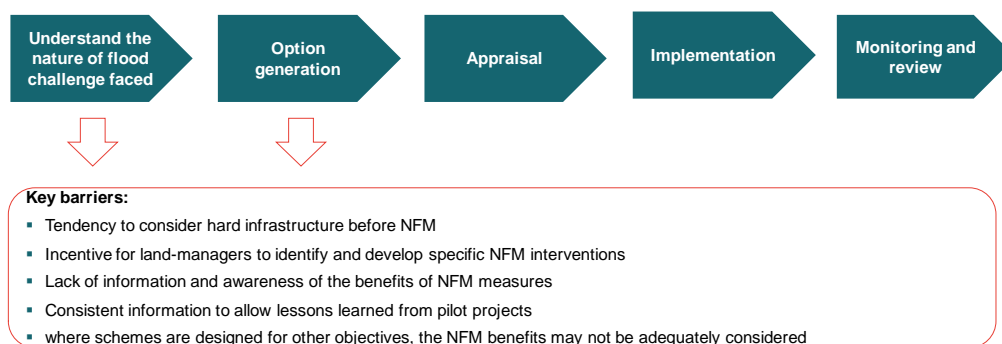 Understand the
nature of flood
challenge faced
Option
generation
Appraisal
Implementation
Monitoring and
review
Key barriers:
▪ Tendency to consider hard infrastructure before NFM
▪ Incentive for land-managers to identify and develop specific NFM interventions
▪ Lack of information and awareness of the benefits of NFM measures
▪ Consistent information to allow lessons learned from pilot projects
▪ where schemes are designed for other objectives, the NFM benefits may not be adequately considered